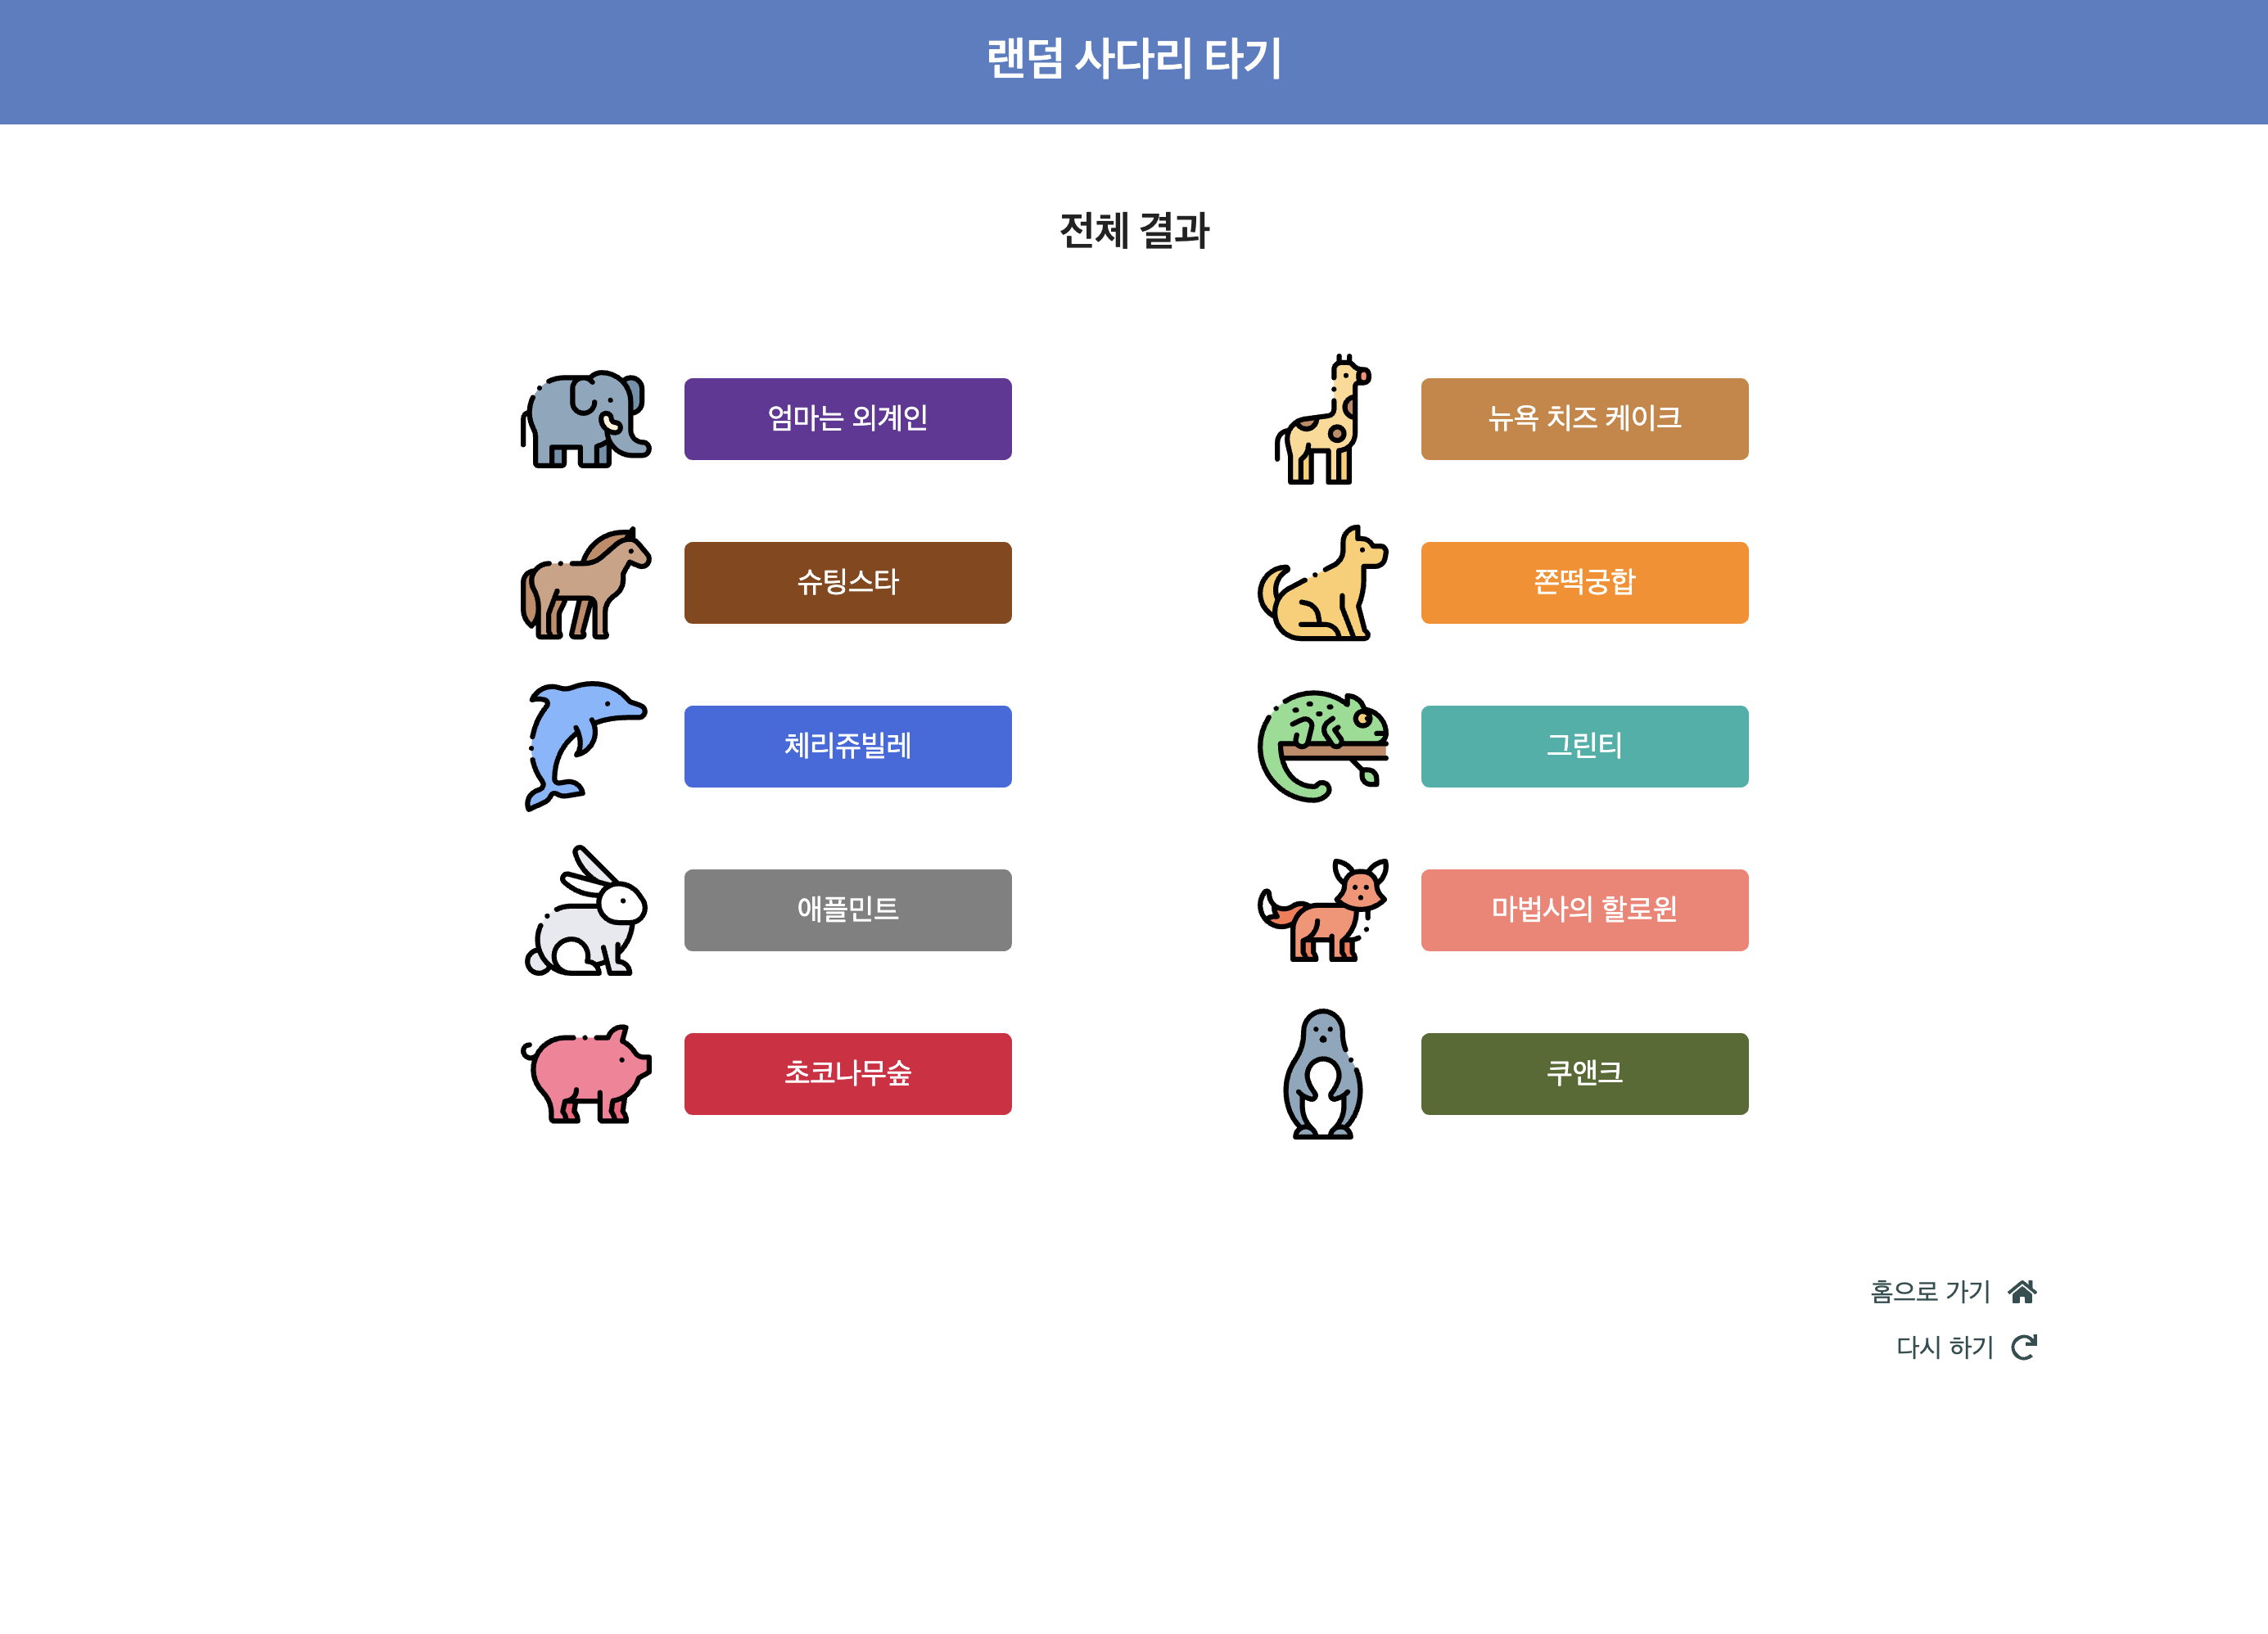 랜덤 사다리 타기
전체 결과
엄마는 외계인
뉴욕 치즈 케이크
슈팅스타
쫀떡궁합
체리쥬빌레
그린티
애플민트
마법사의 할로윈
초코나무숲
쿠앤크
홈으로 가기
다시 하기